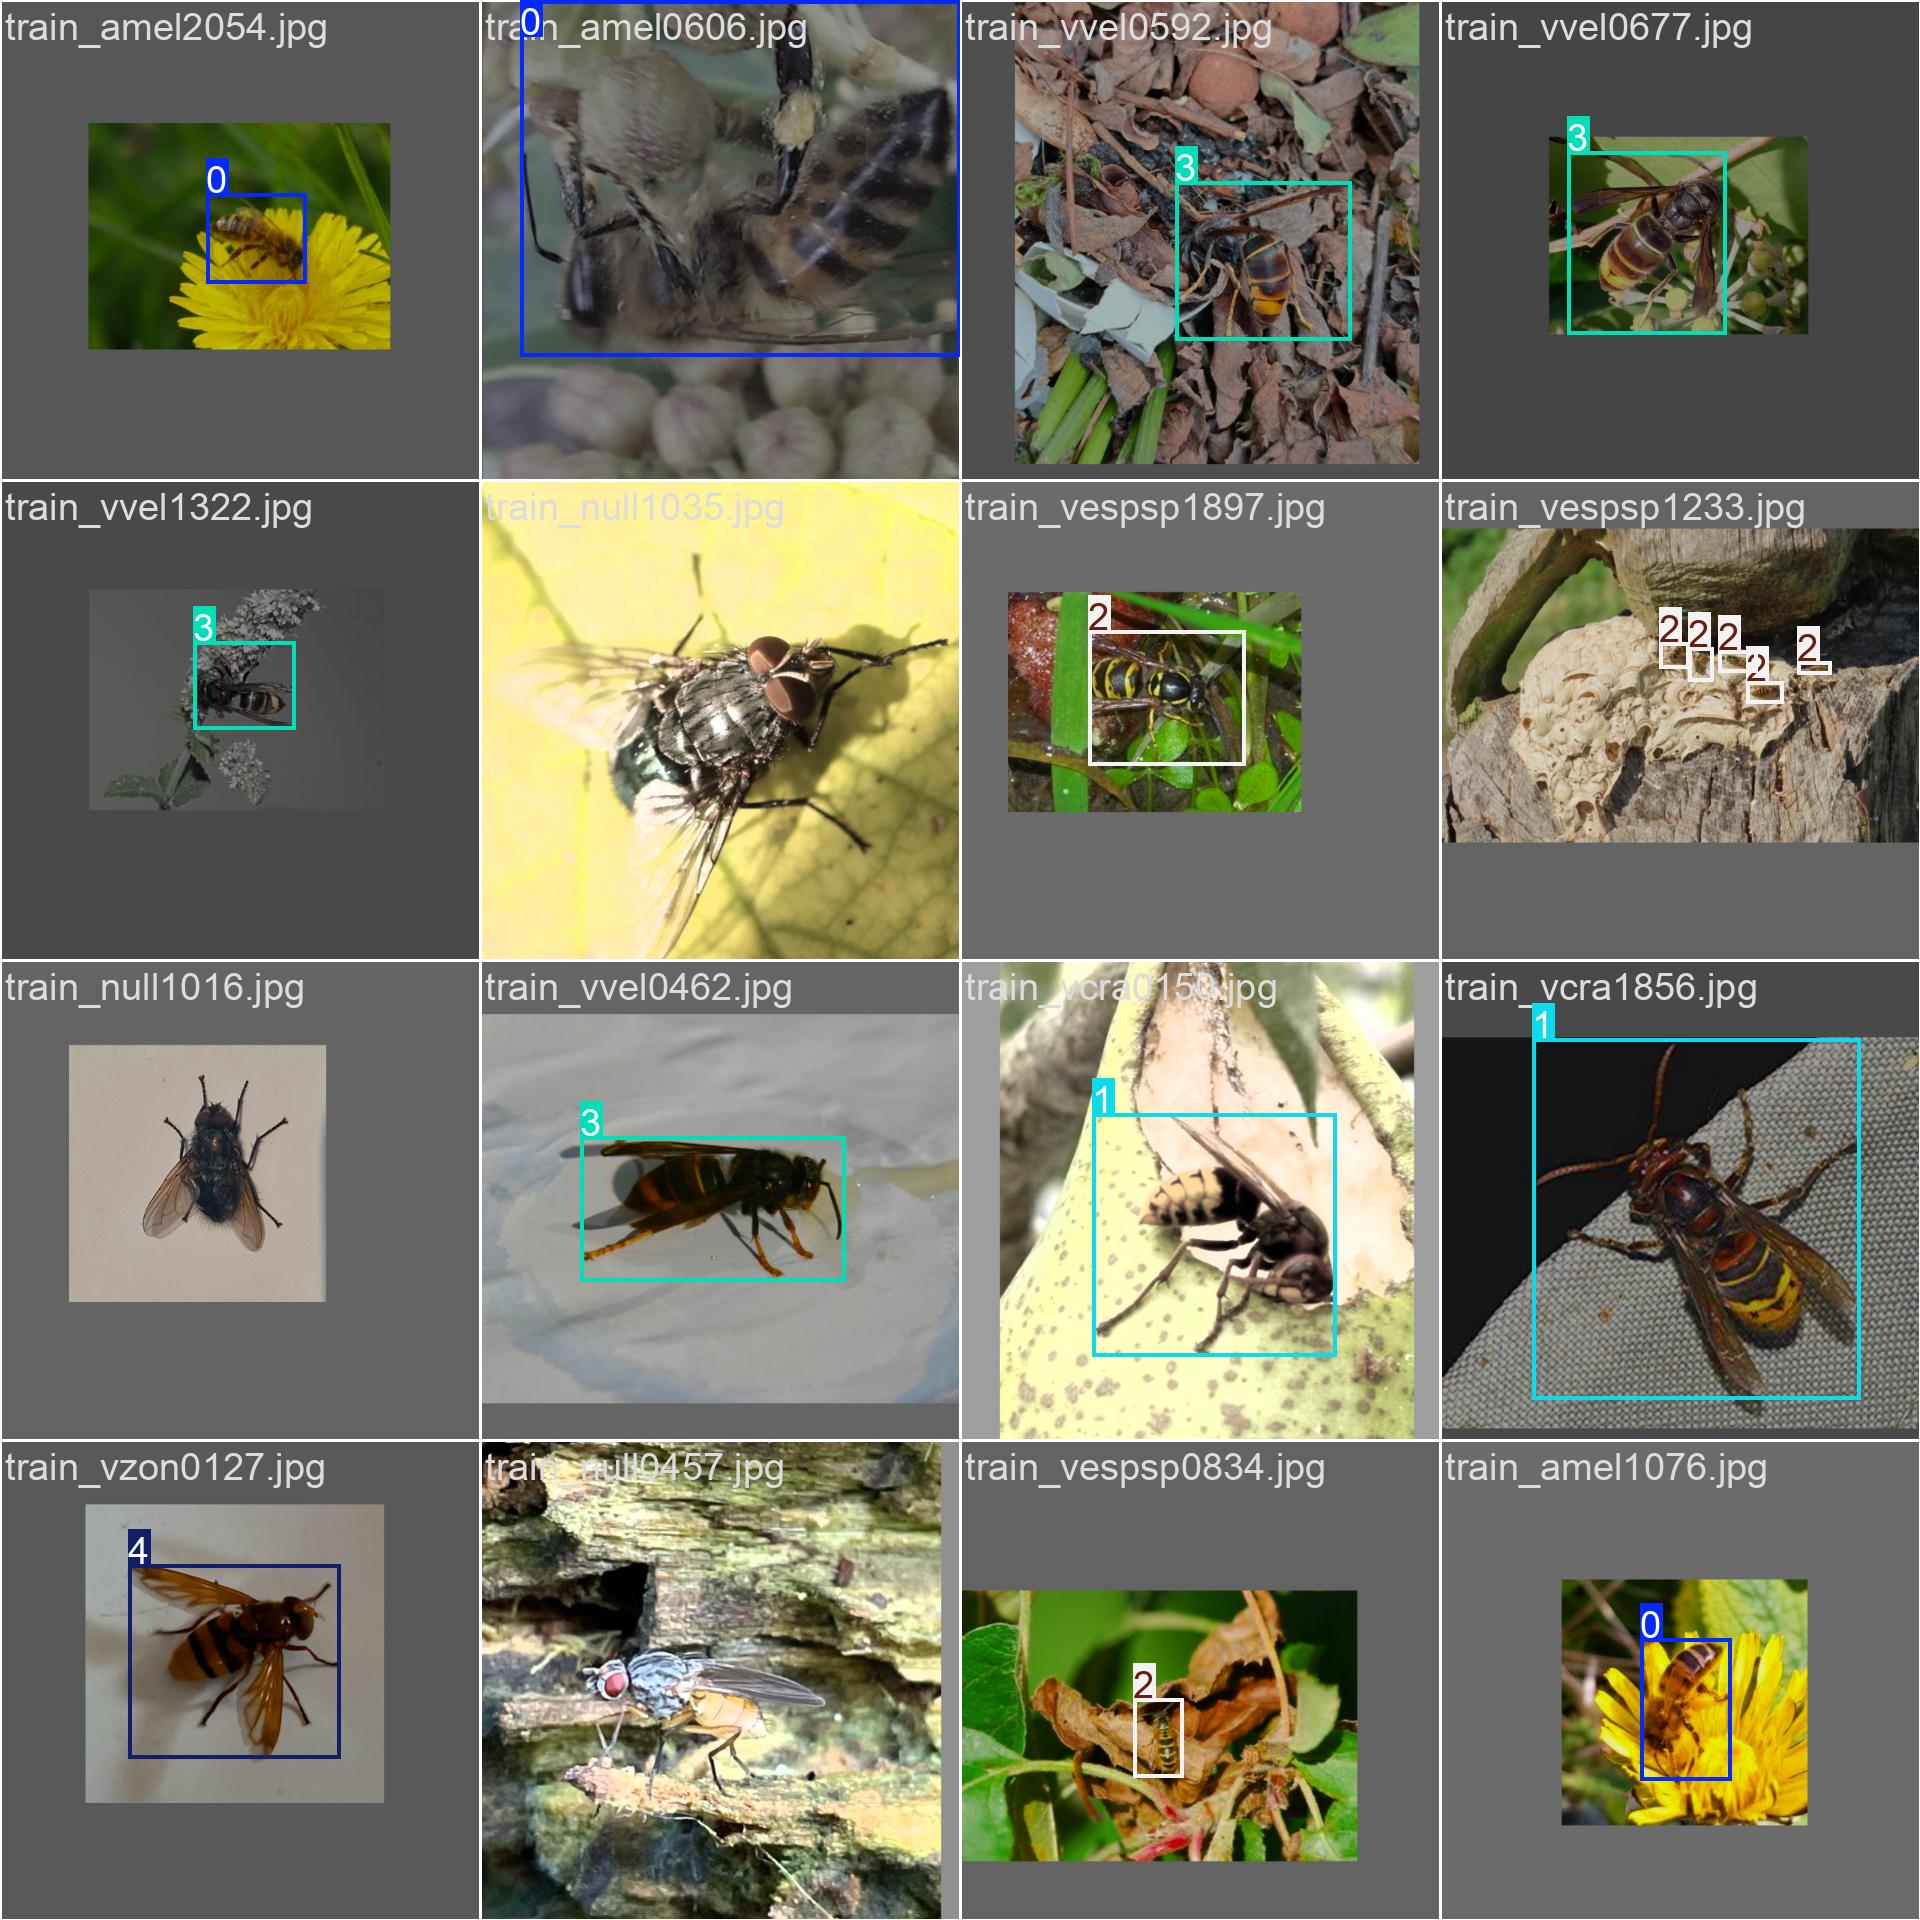 train_amel2054.jpg
0
train_amel0606.jpg
0
train_vvel0592.jpg
3
train_vvel0677.jpg
3
train_vvel1322.jpg
3
train_null1035.jpg
train_vespsp1897.jpg
2
train_vespsp1233.jpg
2
2
2
2
2
train_null1016.jpg
train_vvel0462.jpg
3
train_vcra0150.jpg
1
train_vcra1856.jpg
1
train_vzon0127.jpg
4
train_null0457.jpg
train_vespsp0834.jpg
2
train_amel1076.jpg
0